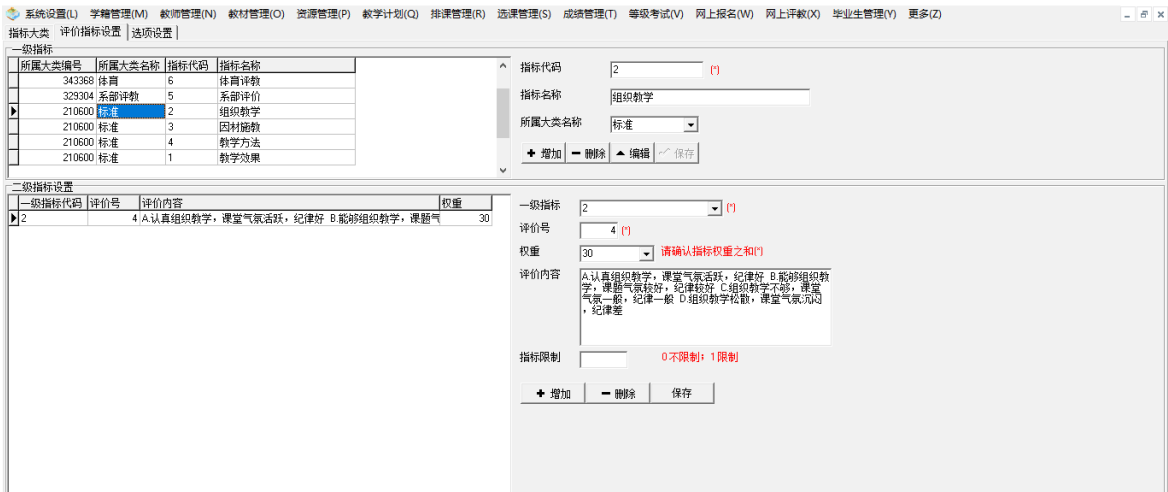 系统设置(L) 学籍管理(M) 教师管理(N) 教材管理(O) 资源管理(P) 教学计划(Q) 排课管理(R) 选课管理(S) 成绩管理(T) 等级考试(V) 网上报名(W) 网上评教(X) 毕业生管理(Y) 更多(Z)
指标大类 评价指标设置 选项设置
一级指标
所属大类编号 所属大类名称 指标代码 指标名称
343368 体育 6 体育评教
329304 系部评教 5 系部评价
210600 标准 2 组织教学
210600 标准 3 因材施教
210600 标准 4 教学方法
210600 标准 1 教学效果
指标代码 2 (*)
指标名称 组织教学
所属大类名称 标准
增加 删除 编辑 保存
二级指标设置
一级指标代码 评价号 评价内容 权重
2 4 A.认真组织教学，课堂气氛活跃，纪律好 B.能够组织教学，课题气 30
一级指标 2 (*)
评价号 4 (*)
权重 30 请确认指标权重之和(*)
评价内容 A.认真组织教学，课堂气氛活跃，纪律好 B.能够组织教
学，课题气氛较好，纪律较好 C.组织教学不够，课堂
气氛一般，纪律一般 D.组织教学松散，课堂气氛沉闷
，纪律差
指标限制 0不限制；1限制
增加 删除 保存